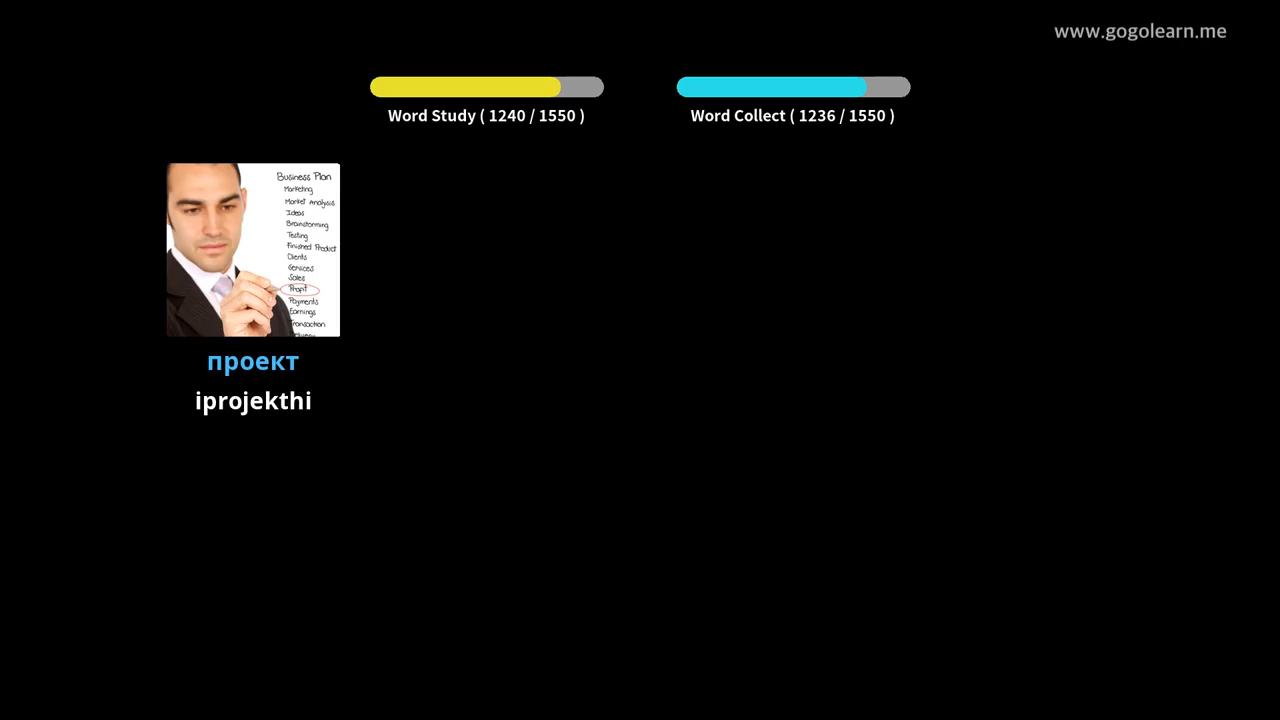 www.gogolearn.me
Word Study ( 1240 / 1550 )
Word Collect ( 1236 / 1550 )
Business Plan
Marketing
Market Analysis
Ideas
Brainstorming
Testing
Finished Product
Clients
Services
Sales
Profit
Payments
Earnings
Transaction
Delivery
проект
iprojekthi